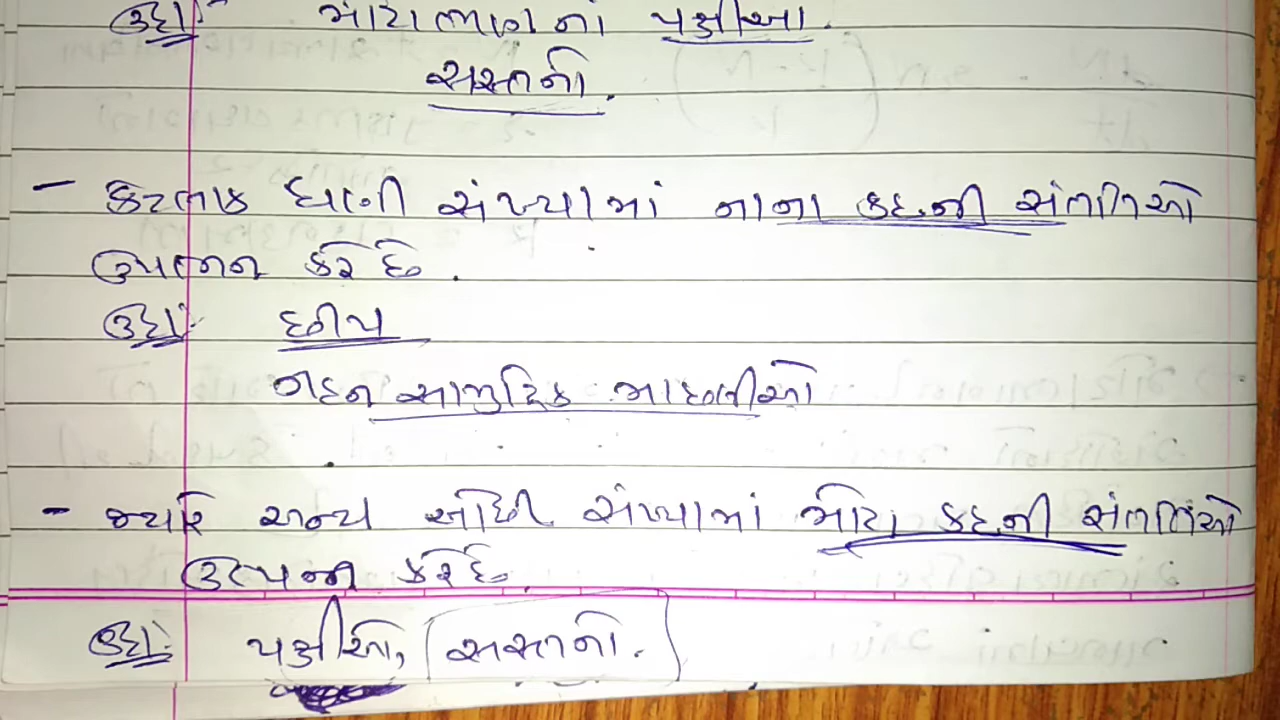 ઉદા: મોટાભાગનાં પક્ષીઓ.
સસ્તનો.
- કેટલાક ઘણી સંખ્યામાં નાના કદની સંતતિઓ
ઉત્પન્ન કરે છે.
ઉદા: છીપ
ગહન સામુદ્રિક માછલીઓ
- જ્યારે અન્ય ઓછી સંખ્યામાં મોટા કદની સંતતિઓ
ઉત્પન્ન કરે છે.
ઉદા: પક્ષીઓ, સસ્તનો.